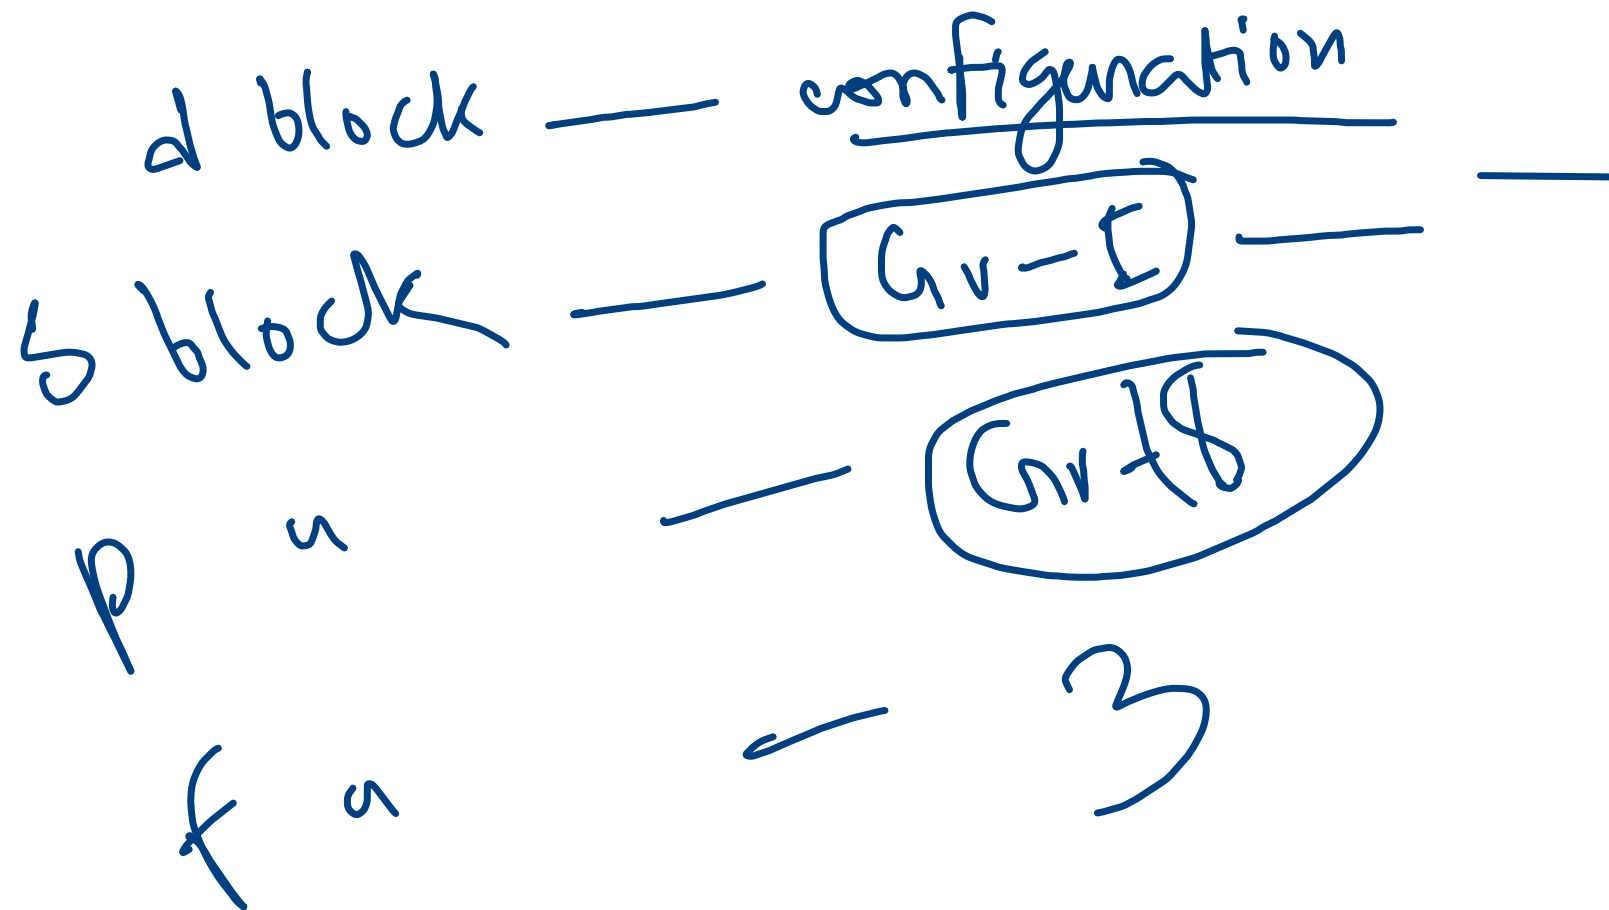 d block — configuration
s block — Gr - I —
p " — Gr - 18
f " — 3